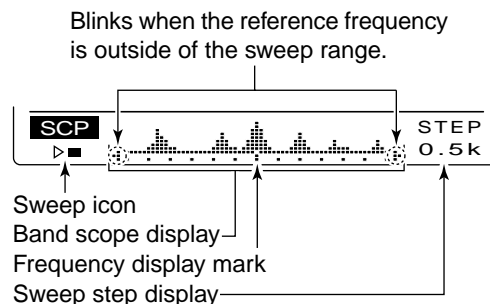 Blinks when the reference frequency
is outside of the sweep range.
SCP
STEP
0.5k
Sweep icon
Band scope display
Frequency display mark
Sweep step display